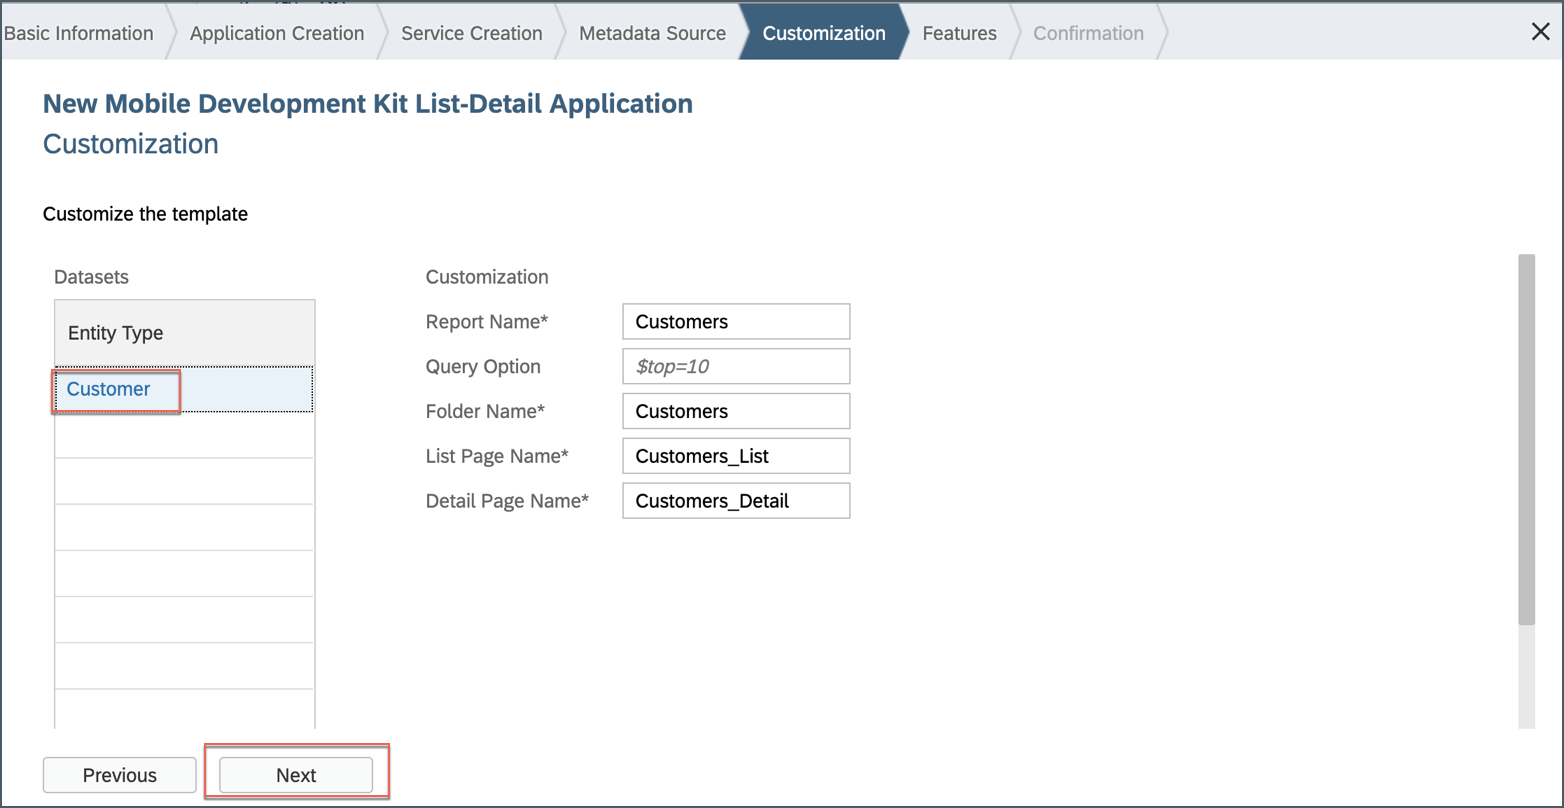 Basic Information
Application Creation
Service Creation
Metadata Source
Customization
Features
Confirmation
New Mobile Development Kit List-Detail Application
Customization
Customize the template
Datasets
Entity Type
Customer
Customization
Report Name* Customers
Query Option $top=10
Folder Name* Customers
List Page Name* Customers_List
Detail Page Name* Customers_Detail
Previous
Next